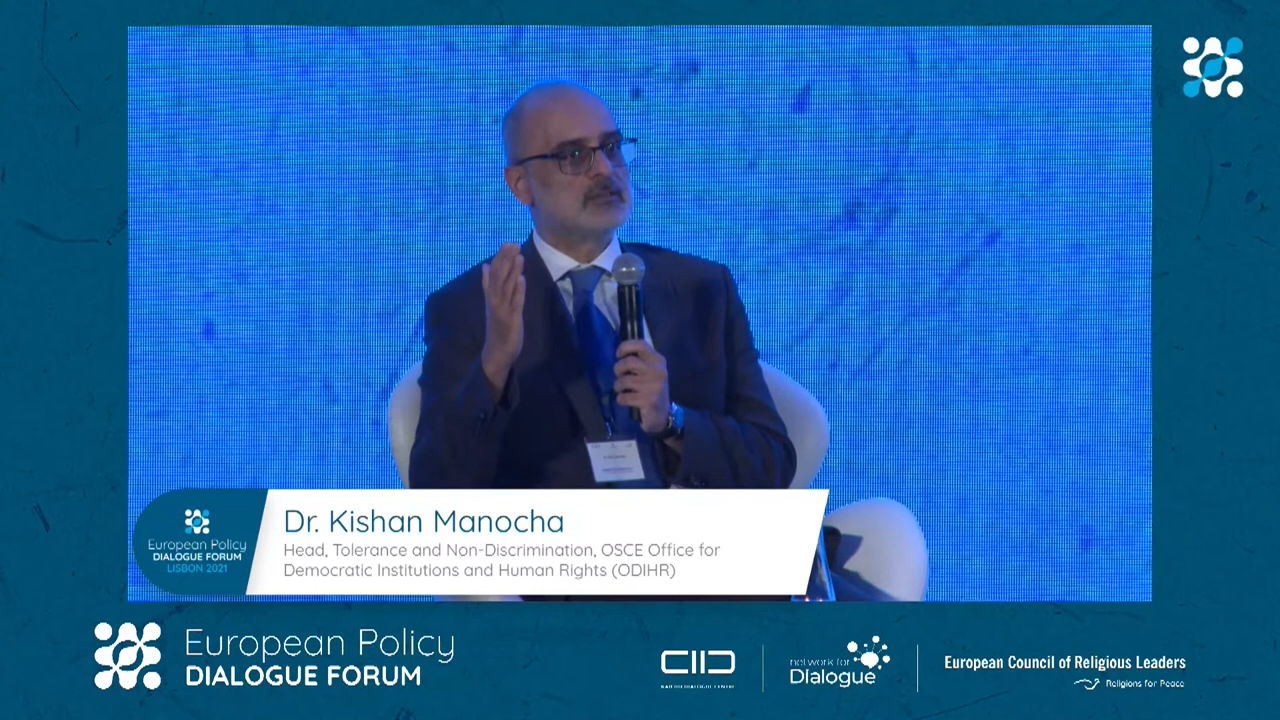 Dr. Kishan Manocha
Head, Tolerance and Non-Discrimination, OSCE Office for
Democratic Institutions and Human Rights (ODIHR)
European Policy
DIALOGUE FORUM
LISBON 2021
European Policy
DIALOGUE FORUM
network for
Dialogue
European Council of Religious Leaders
Religions for Peace